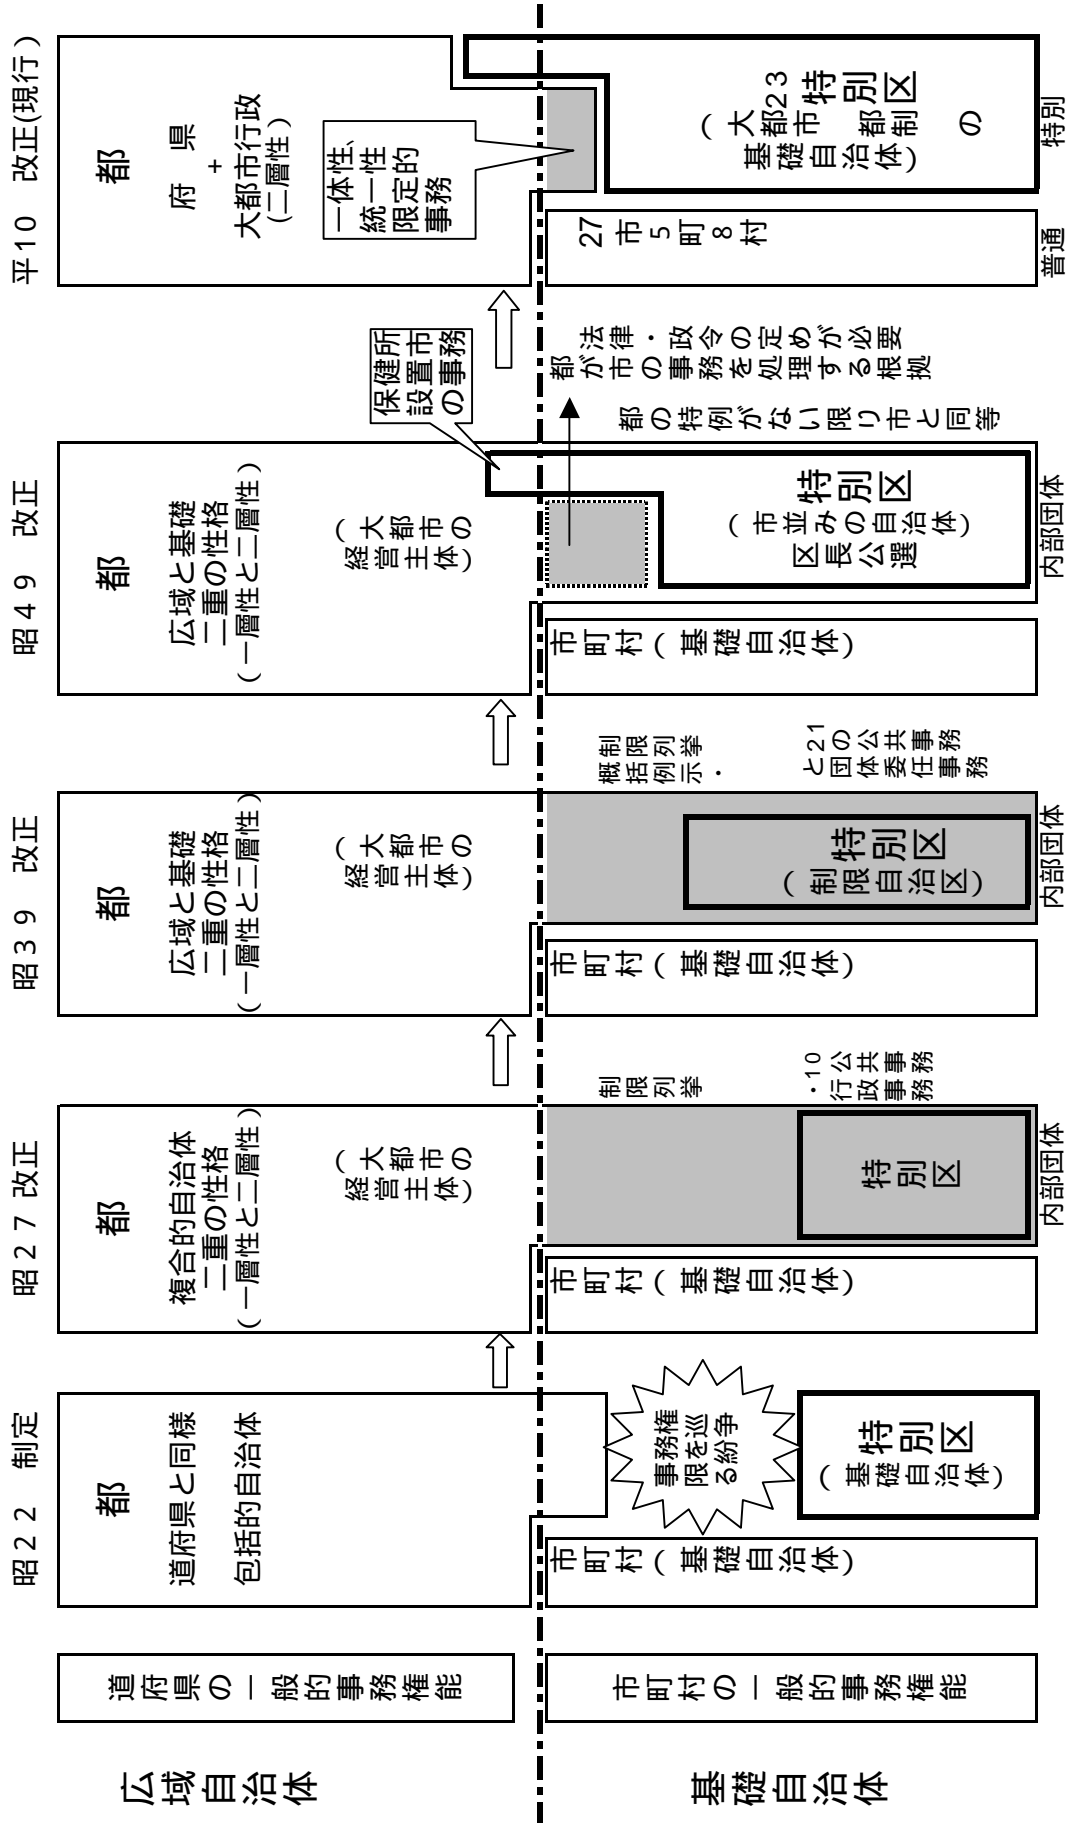 広域自治体
基礎自治体
道府県の一般的事務権能
市町村の一般的事務権能
昭22 制定
都
道府県と同様
包括的自治体
事務権
限を巡
る紛争
特別区
(基礎自治体)
市町村(基礎自治体)
昭27改正
都
複合的自治体
二重の性格
(一層性と二層性)
(大都市の
経営主体)
制限列挙
・10公共事務
行政事務
特別区
市町村(基礎自治体)
内部団体
昭39 改正
都
広域と基礎
二重の性格
(一層性と二層性)
(大都市の
経営主体)
制限列挙
概括例示・
と21の公共事務
と団体委任事務
特別区
(制限自治区)
市町村(基礎自治体)
内部団体
昭49 改正
都
広域と基礎
二重の性格
(一層性と二層性)
(大都市の
経営主体)
保健所
設置市
の事務
法律・政令の定めが必要
都が市の事務を処理する根拠
都の特例がない限り市と同等
特別区
(市並みの自治体)
区長公選
市町村(基礎自治体)
内部団体
平10 改正(現行)
都
府県
+
大都市行政
(二層性)
一体性、
統一性
限定的
事務
23特別区
(大都市 都制 の
基礎自治体)
27市5町8村
特別
普通